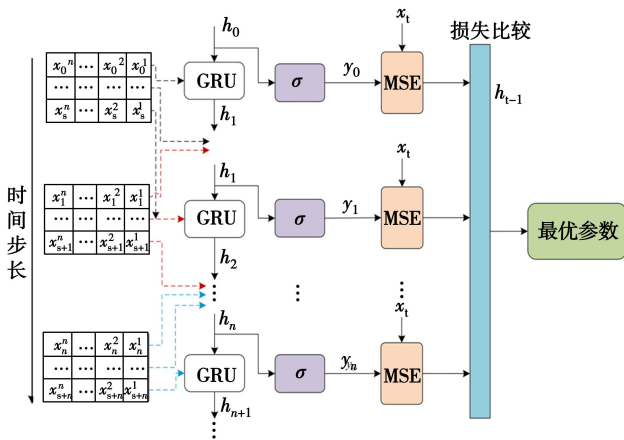 h₀
xₜ
损失比较
x₀ⁿ ⋯ x₀² x₀¹
⋯ ⋯ ⋯ ⋯
xₛⁿ ⋯ xₛ² xₛ¹
GRU
σ
y₀
MSE
hₜ₋₁
h₁
时间步长
h₁
xₜ
x₁ⁿ ⋯ x₁² x₁¹
⋯ ⋯ ⋯ ⋯
xₛ₊₁ⁿ ⋯ xₛ₊₁² xₛ₊₁¹
GRU
σ
y₁
MSE
最优参数
h₂
⋮ ⋮ ⋮
hₙ
xₜ
xₙⁿ ⋯ xₙ² xₙ¹
⋯ ⋯ ⋯ ⋯
xₛ₊ₙⁿ ⋯ xₛ₊ₙ² xₛ₊ₙ¹
GRU
σ
yₙ
MSE
hₙ₊₁
⋮